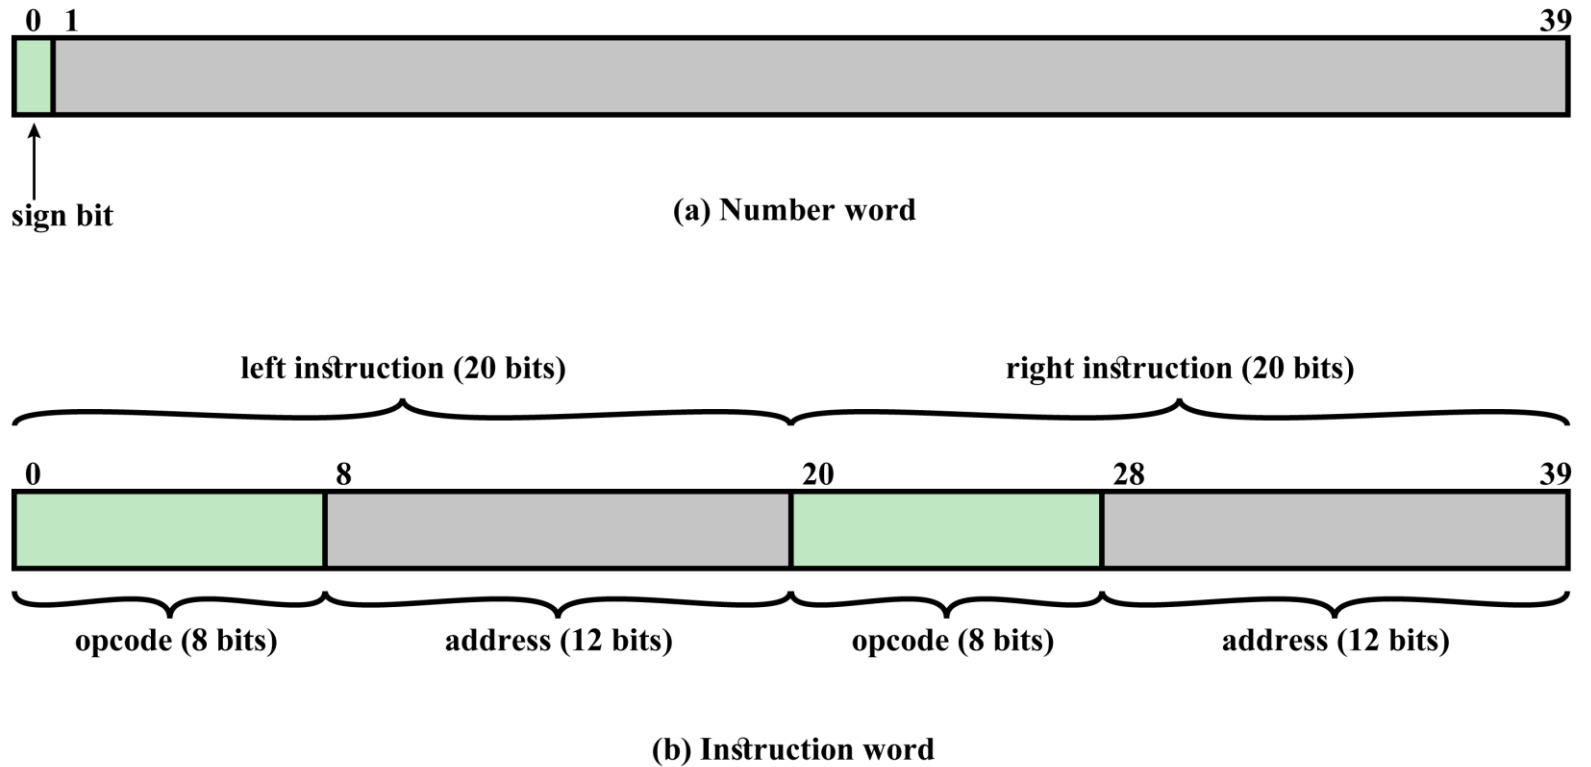 0 1 39
sign bit
(a) Number word
left instruction (20 bits) right instruction (20 bits)
0 8 20 28 39
opcode (8 bits) address (12 bits) opcode (8 bits) address (12 bits)
(b) Instruction word